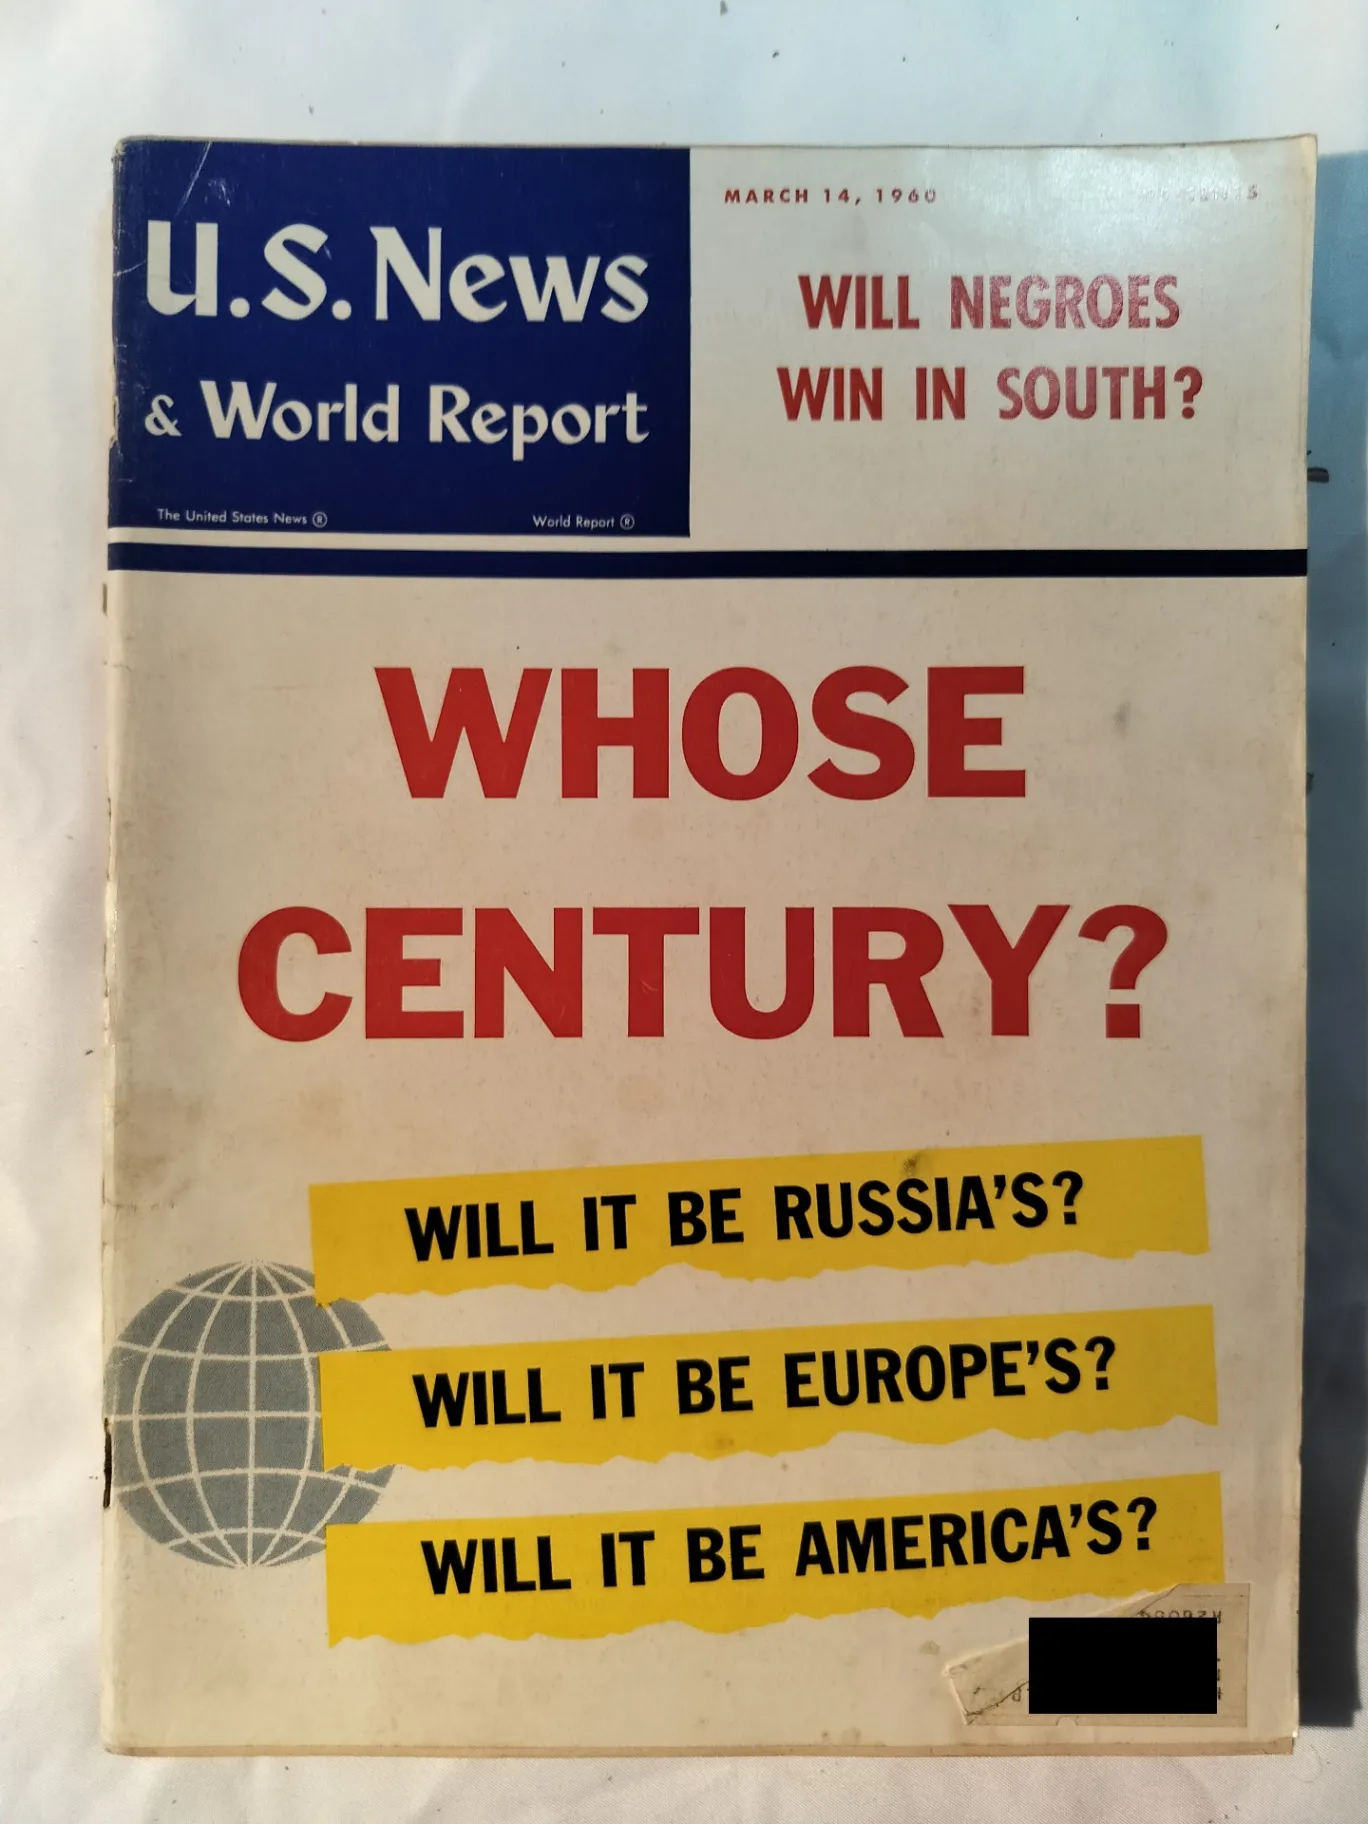 U.S. News
& World Report
The United States News ®
World Report ®
MARCH 14, 1960
CENTS
WILL NEGROES
WIN IN SOUTH?
WHOSE
CENTURY?
WILL IT BE RUSSIA'S?
WILL IT BE EUROPE'S?
WILL IT BE AMERICA'S?